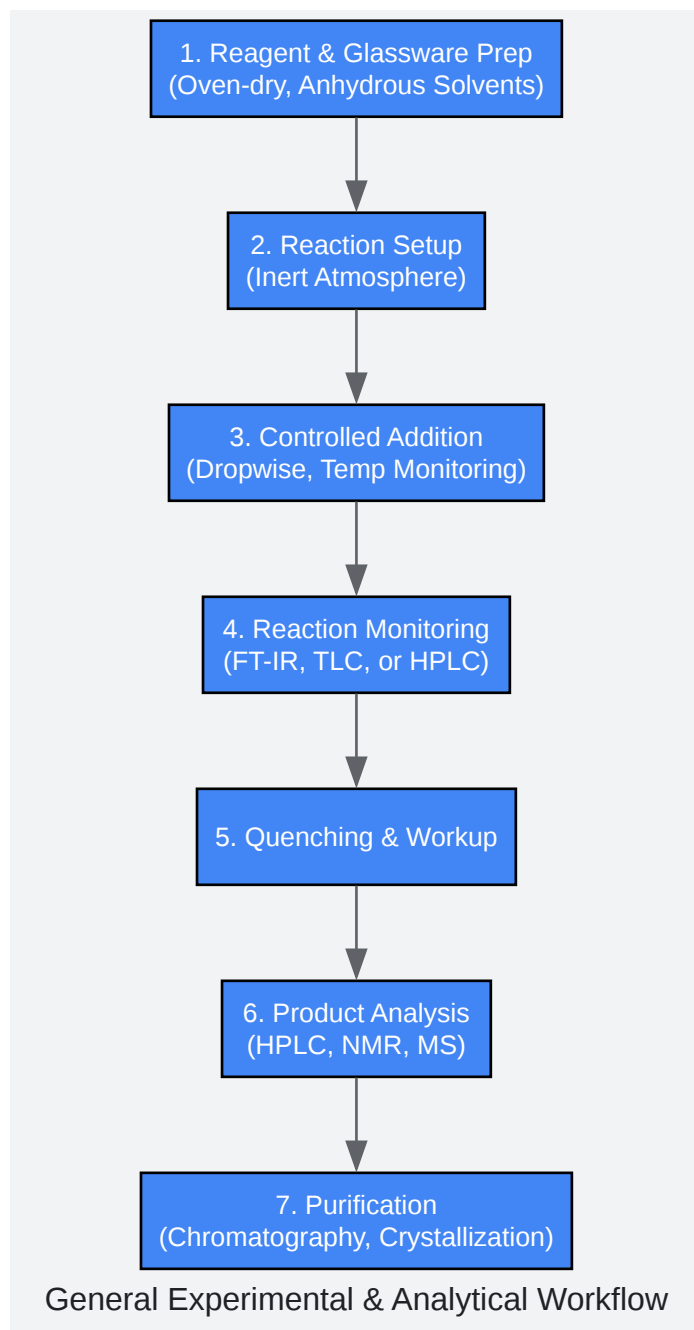 1. Reagent & Glassware Prep
(Oven-dry, Anhydrous Solvents)
2. Reaction Setup
(Inert Atmosphere)
3. Controlled Addition
(Dropwise, Temp Monitoring)
4. Reaction Monitoring
(FT-IR, TLC, or HPLC)
5. Quenching & Workup
6. Product Analysis
(HPLC, NMR, MS)
7. Purification
(Chromatography, Crystallization)
General Experimental & Analytical Workflow